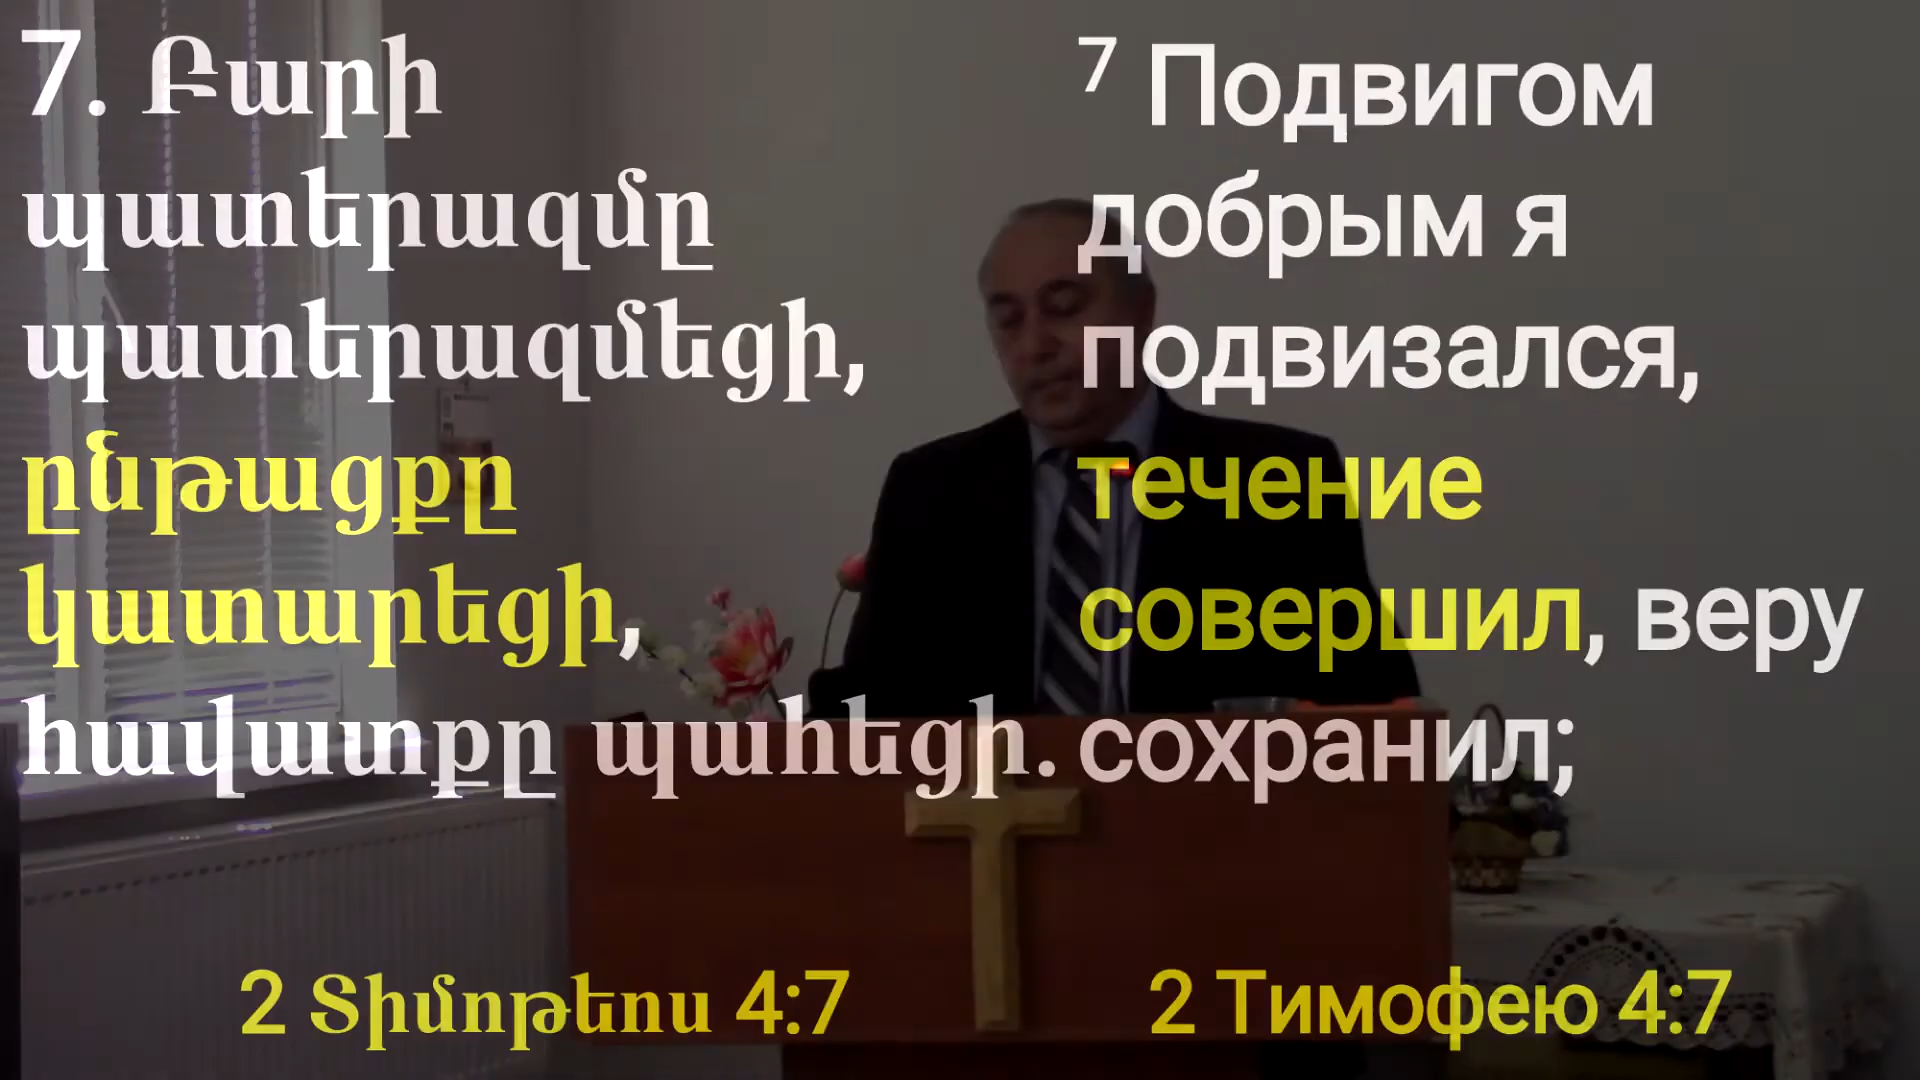 7. Բարի
պատերազմը
պատերազմեցի,
ընթացքը
կատարեցի,
հավատքը պահեցի.
2 Տիմոթեոս 4:7
7 Подвигом
добрым я
подвизался,
течение
совершил, веру
сохранил;
2 Тимофею 4:7